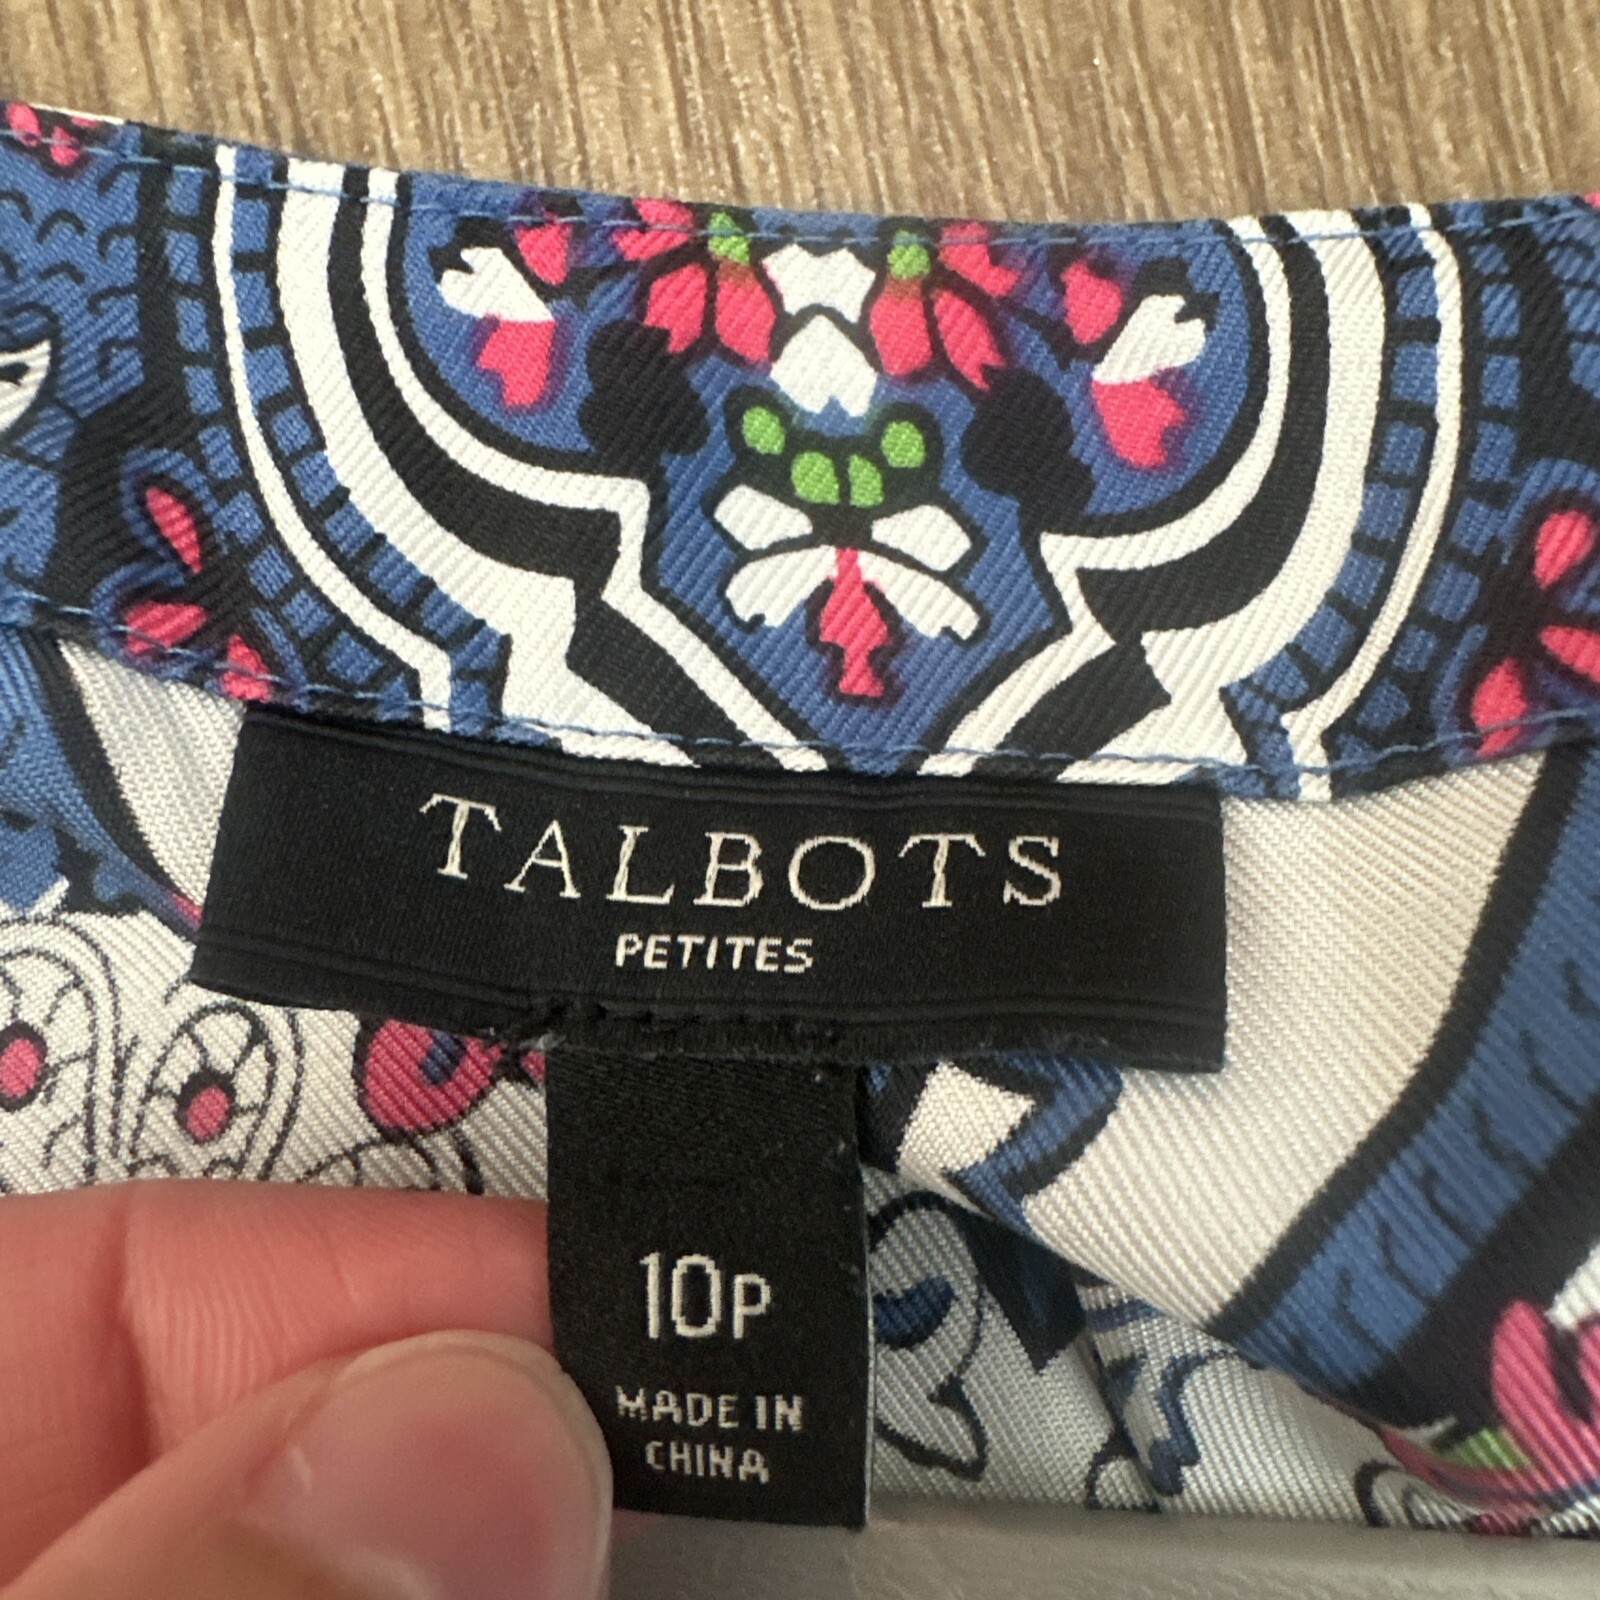 TALBOTS
PETITES
10P
MADE IN
CHINA